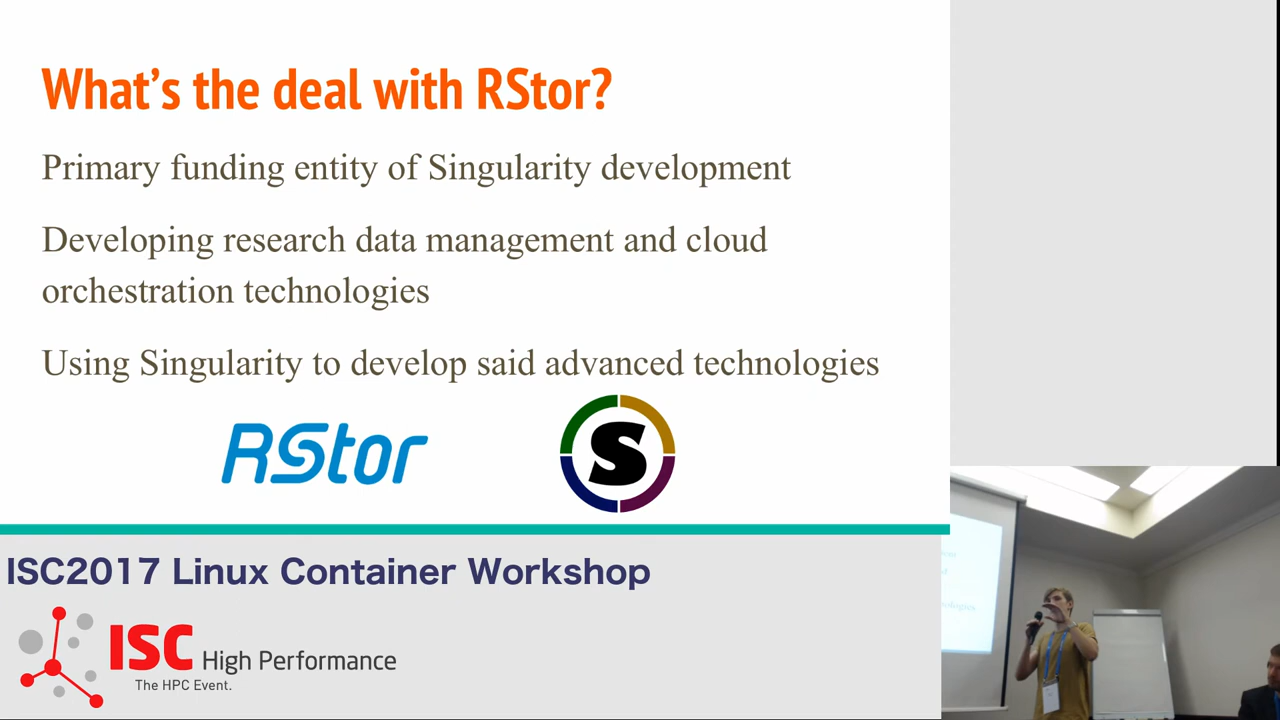 What's the deal with RStor?
Primary funding entity of Singularity development
Developing research data management and cloud
orchestration technologies
Using Singularity to develop said advanced technologies
RStor
S
ISC2017 Linux Container Workshop
ISC High Performance
The HPC Event.